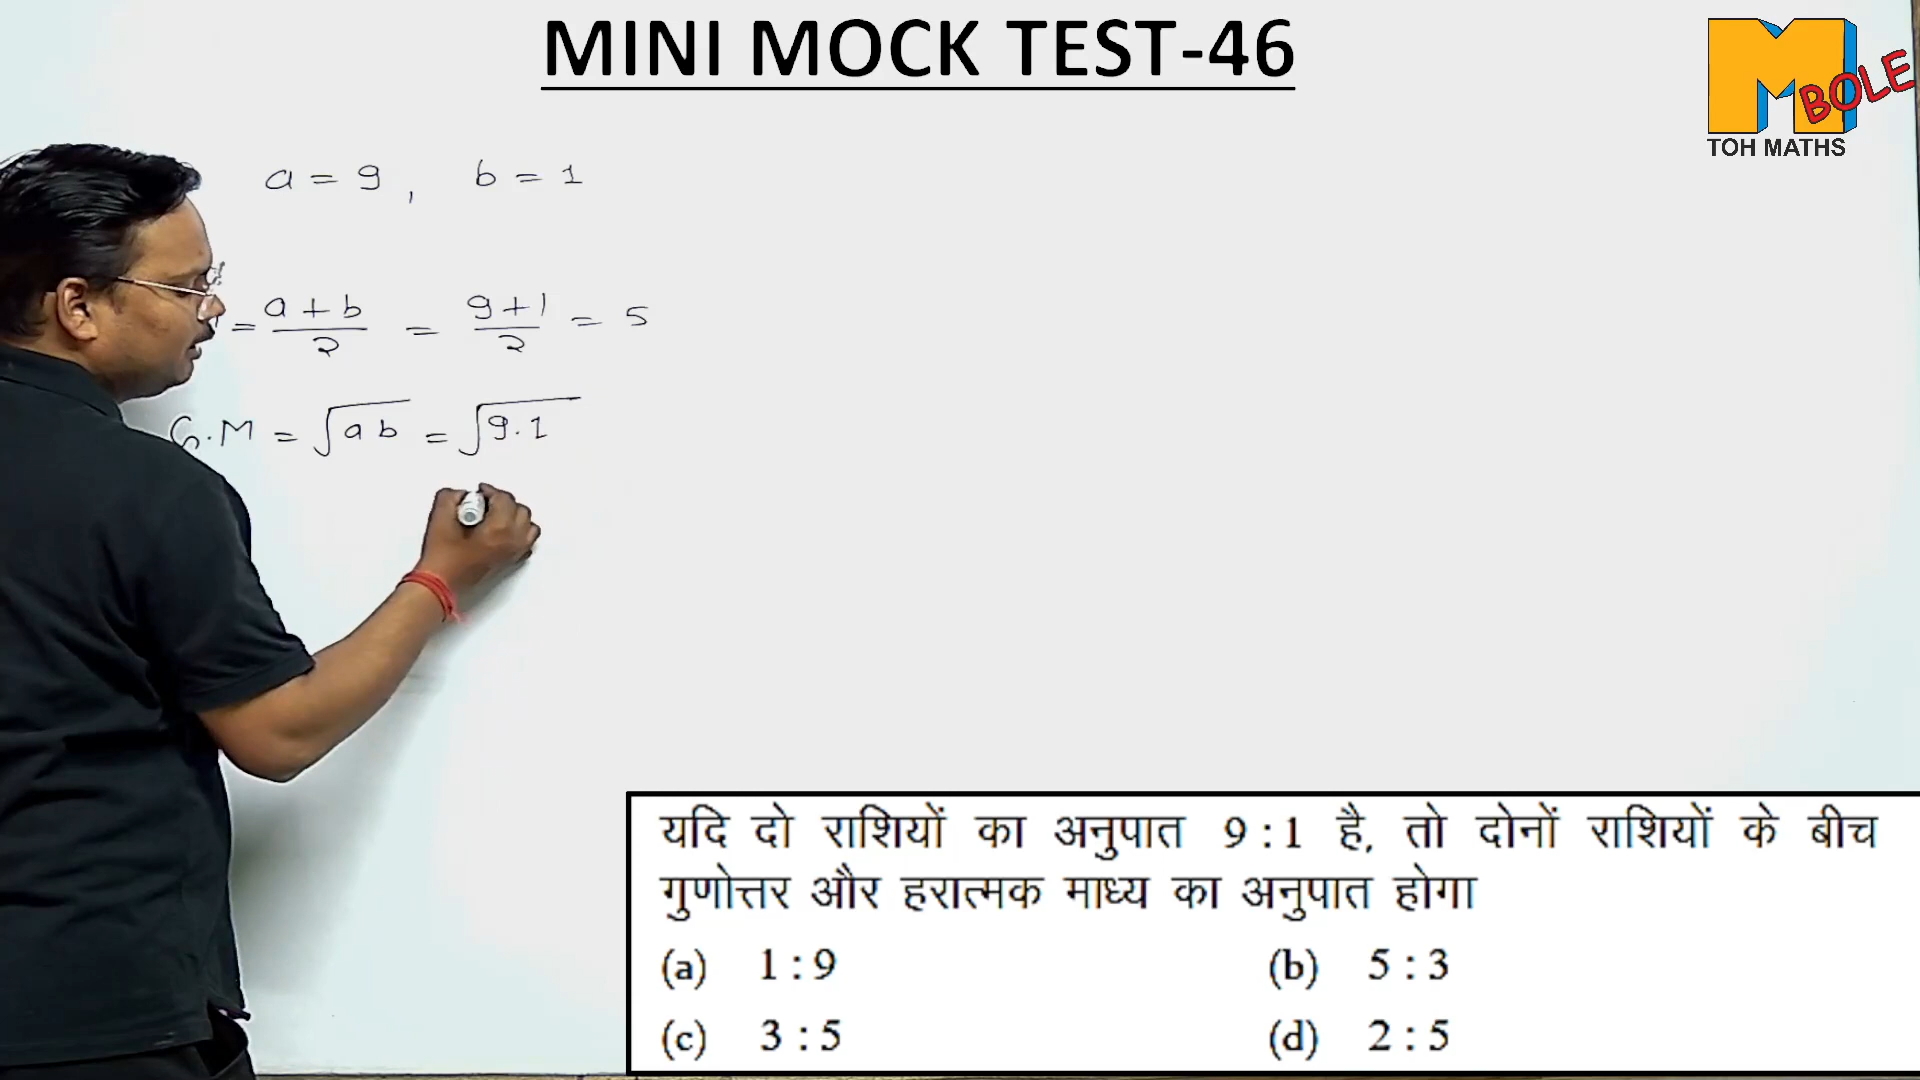 MINI MOCK TEST-46
M BOLE
TOH MATHS
a = 9 , b = 1
= a + b / 2 = 9 + 1 / 2 = 5
G.M = √ab = √9.1
यदि दो राशियों का अनुपात 9 : 1 है, तो दोनों राशियों के बीच
गुणोत्तर और हरात्मक माध्य का अनुपात होगा
(a) 1 : 9 (b) 5 : 3
(c) 3 : 5 (d) 2 : 5